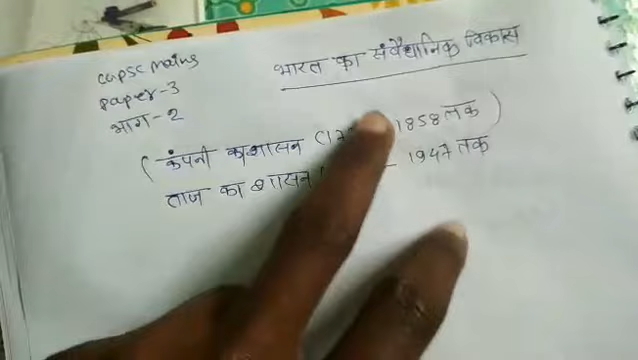 CGPSC mains
paper-3
भाग-2
भारत का संवैधानिक विकास
( कंपनी का शासन 1858 तक )
ताज का शासन 1947 तक